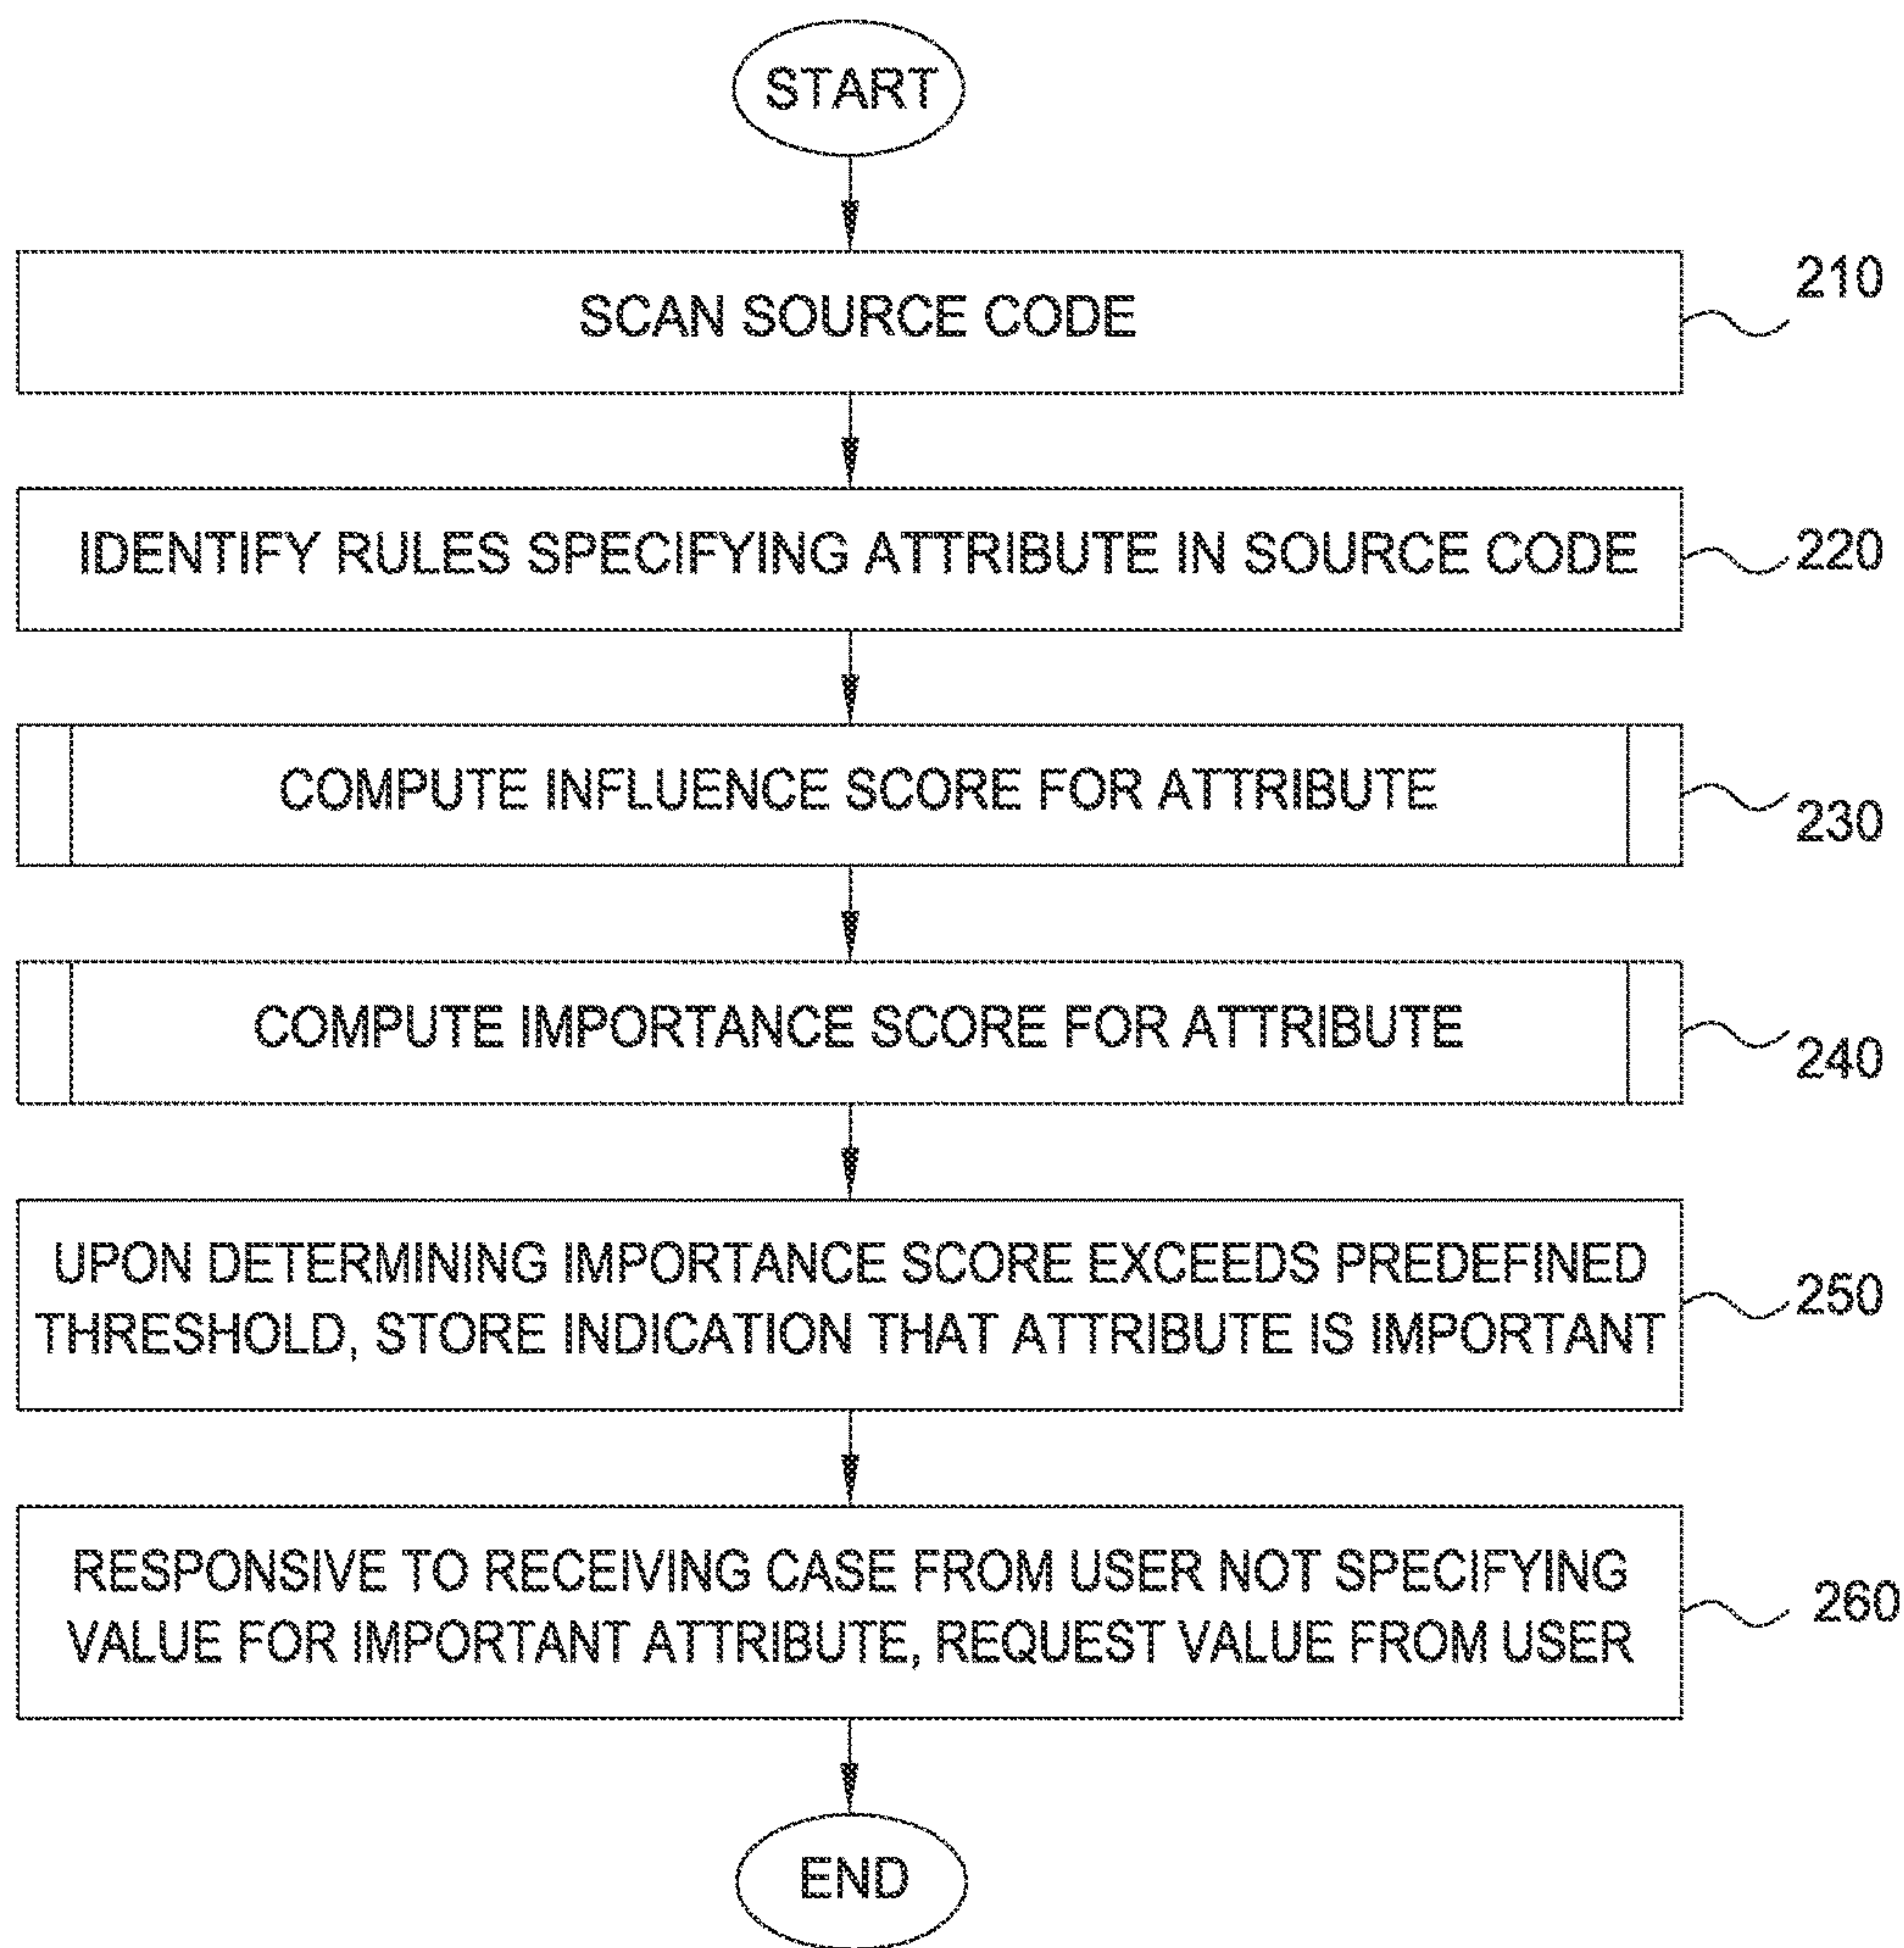 START
SCAN SOURCE CODE
210
IDENTIFY RULES SPECIFYING ATTRIBUTE IN SOURCE CODE
220
COMPUTE INFLUENCE SCORE FOR ATTRIBUTE
230
COMPUTE IMPORTANCE SCORE FOR ATTRIBUTE
240
UPON DETERMINING IMPORTANCE SCORE EXCEEDS PREDEFINED
THRESHOLD, STORE INDICATION THAT ATTRIBUTE IS IMPORTANT
250
RESPONSIVE TO RECEIVING CASE FROM USER NOT SPECIFYING
VALUE FOR IMPORTANT ATTRIBUTE, REQUEST VALUE FROM USER
260
END